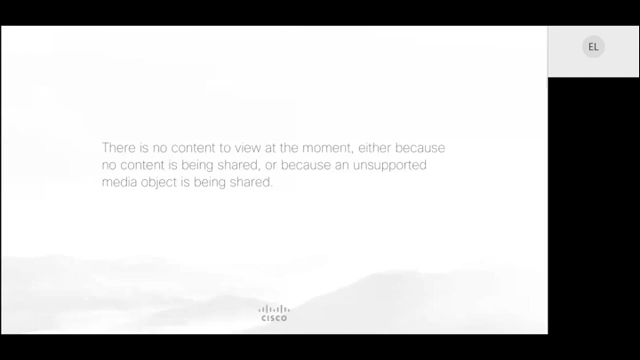 There is no content to view at the moment, either because
no content is being shared, or because an unsupported
media object is being shared.
EL
CISCO